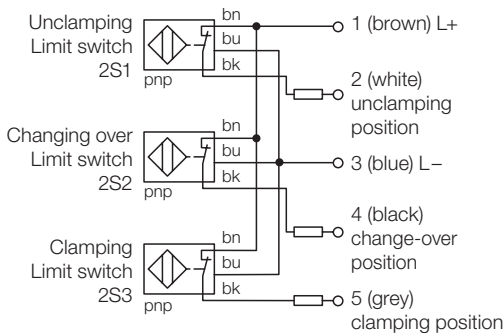 Unclamping
Limit switch
2S1
pnp
bn
bu
bk
1 (brown) L+
2 (white)
unclamping
position
Changing over
Limit switch
2S2
pnp
bn
bu
bk
3 (blue) L−
4 (black)
change-over
position
Clamping
Limit switch
2S3
pnp
bn
bu
bk
5 (grey)
clamping position